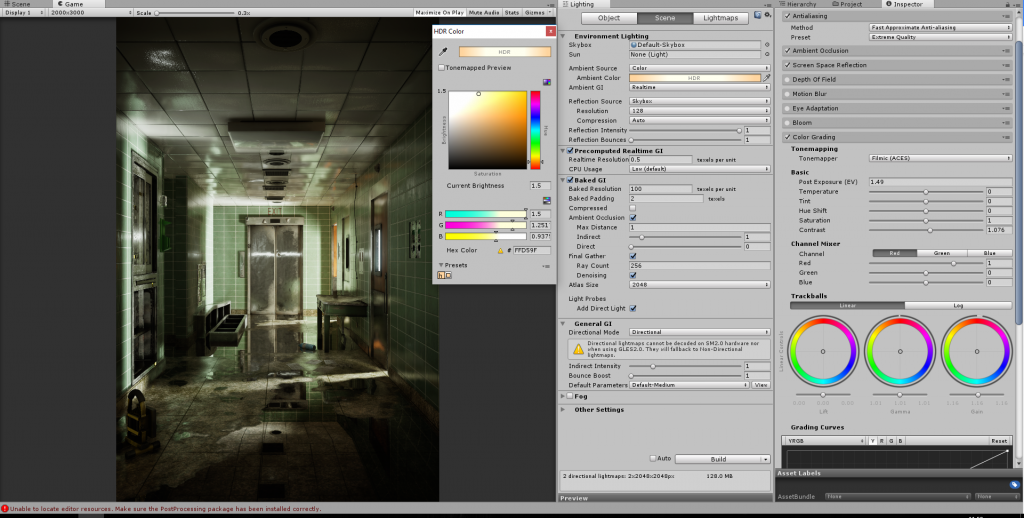 Scene Game
Display 1 2000x3000 Scale 0.3x Maximize On Play Mute Audio Stats Gizmos
HDR Color
HDR
Tonemapped Preview
1.5
Brightness
Hue
Saturation
Current Brightness 1.5
R 1.5
G 1.251
B 0.937
Hex Color # FFD59F
Presets
Lighting
Object Scene Lightmaps
Environment Lighting
Skybox Default-Skybox
Sun None (Light)
Ambient Source Color
Ambient Color HDR
Ambient GI Realtime
Reflection Source Skybox
Resolution 128
Compression Auto
Reflection Intensity 1
Reflection Bounces 1
Precomputed Realtime GI
Realtime Resolution 0.5 texels per unit
CPU Usage Low (default)
Baked GI
Baked Resolution 100 texels per unit
Baked Padding 2 texels
Compressed
Ambient Occlusion
Max Distance 1
Indirect 1
Direct 0
Final Gather
Ray Count 256
Denoising
Atlas Size 2048
Light Probes
Add Direct Light
General GI
Directional Mode Directional
Directional lightmaps cannot be decoded on SM2.0 hardware nor
when using GLES2.0. They will fallback to Non-Directional
lightmaps.
Indirect Intensity 1
Bounce Boost 1
Default Parameters Default-Medium View
Fog
Other Settings
Auto Build
2 directional lightmaps: 2x2048x2048px 128.0 MB
Preview
Hierarchy Project Inspector
Antialiasing
Method Fast Approximate Anti-aliasing
Preset Extreme Quality
Ambient Occlusion
Screen Space Reflection
Depth Of Field
Motion Blur
Eye Adaptation
Bloom
Color Grading
Tonemapping
Tonemapper Filmic (ACES)
Basic
Post Exposure (EV) 1.49
Temperature 0
Tint 0
Hue Shift 0
Saturation 1
Contrast 1.076
Channel Mixer
Channel Red Green Blue
Red 1
Green 0
Blue 0
Trackballs
Linear Log
Linear Controls
Lift Gamma Gain
Grading Curves
YRGB Y R G B Reset
Asset Labels
AssetBundle None None
Unable to locate editor resources. Make sure the PostProcessing package has been installed correctly.